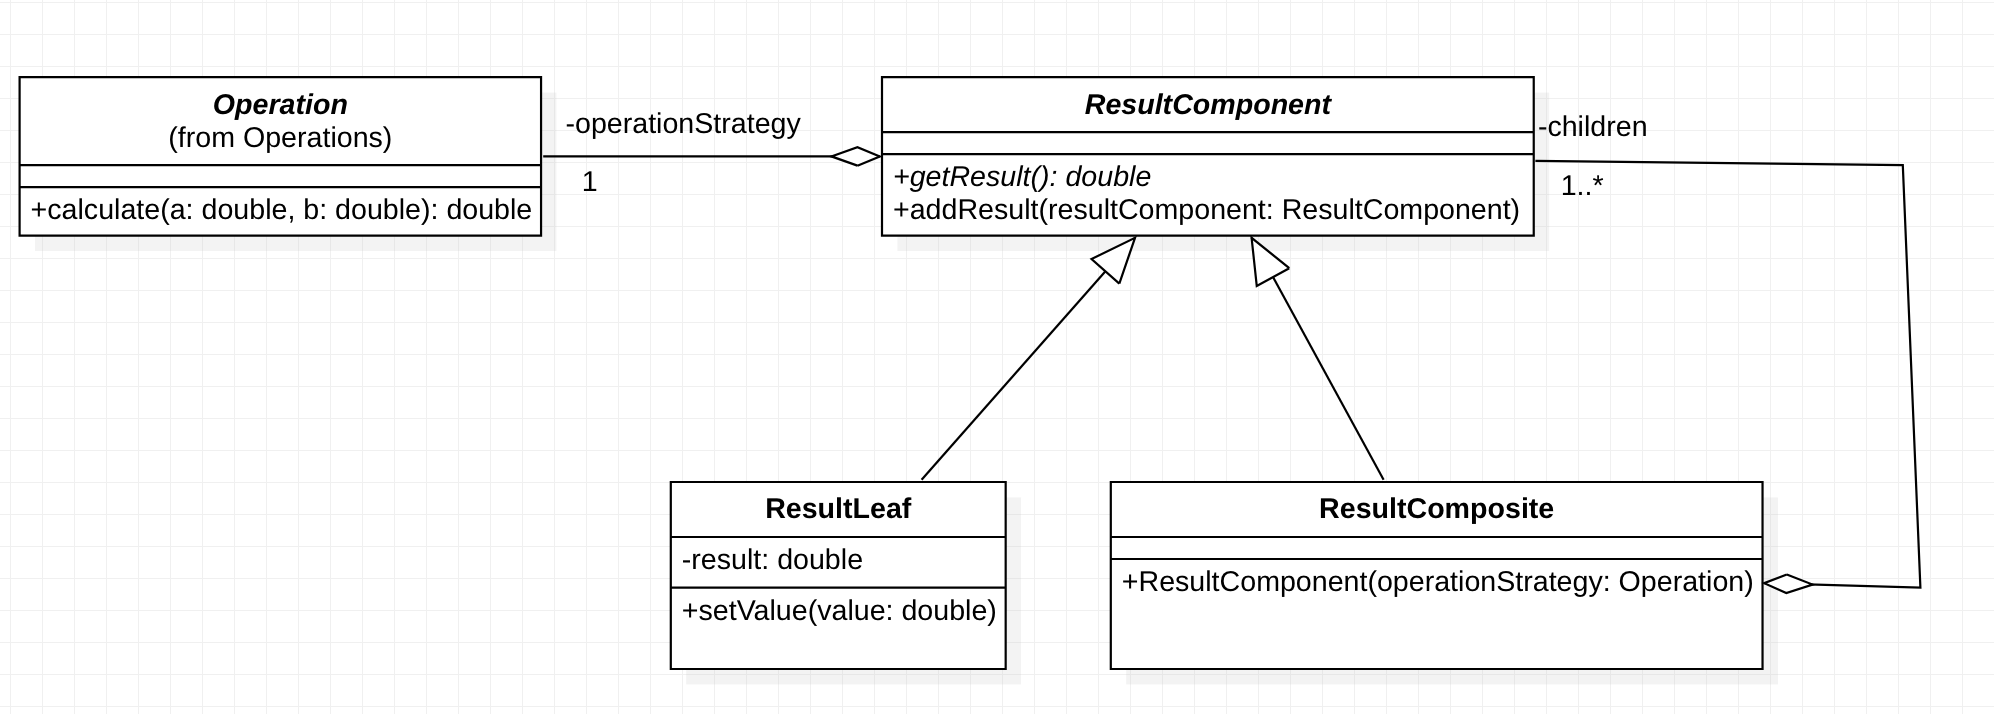 Operation
(from Operations)
+calculate(a: double, b: double): double
-operationStrategy
1
ResultComponent
+getResult(): double
+addResult(resultComponent: ResultComponent)
-children
1..*
ResultLeaf
-result: double
+setValue(value: double)
ResultComposite
+ResultComponent(operationStrategy: Operation)